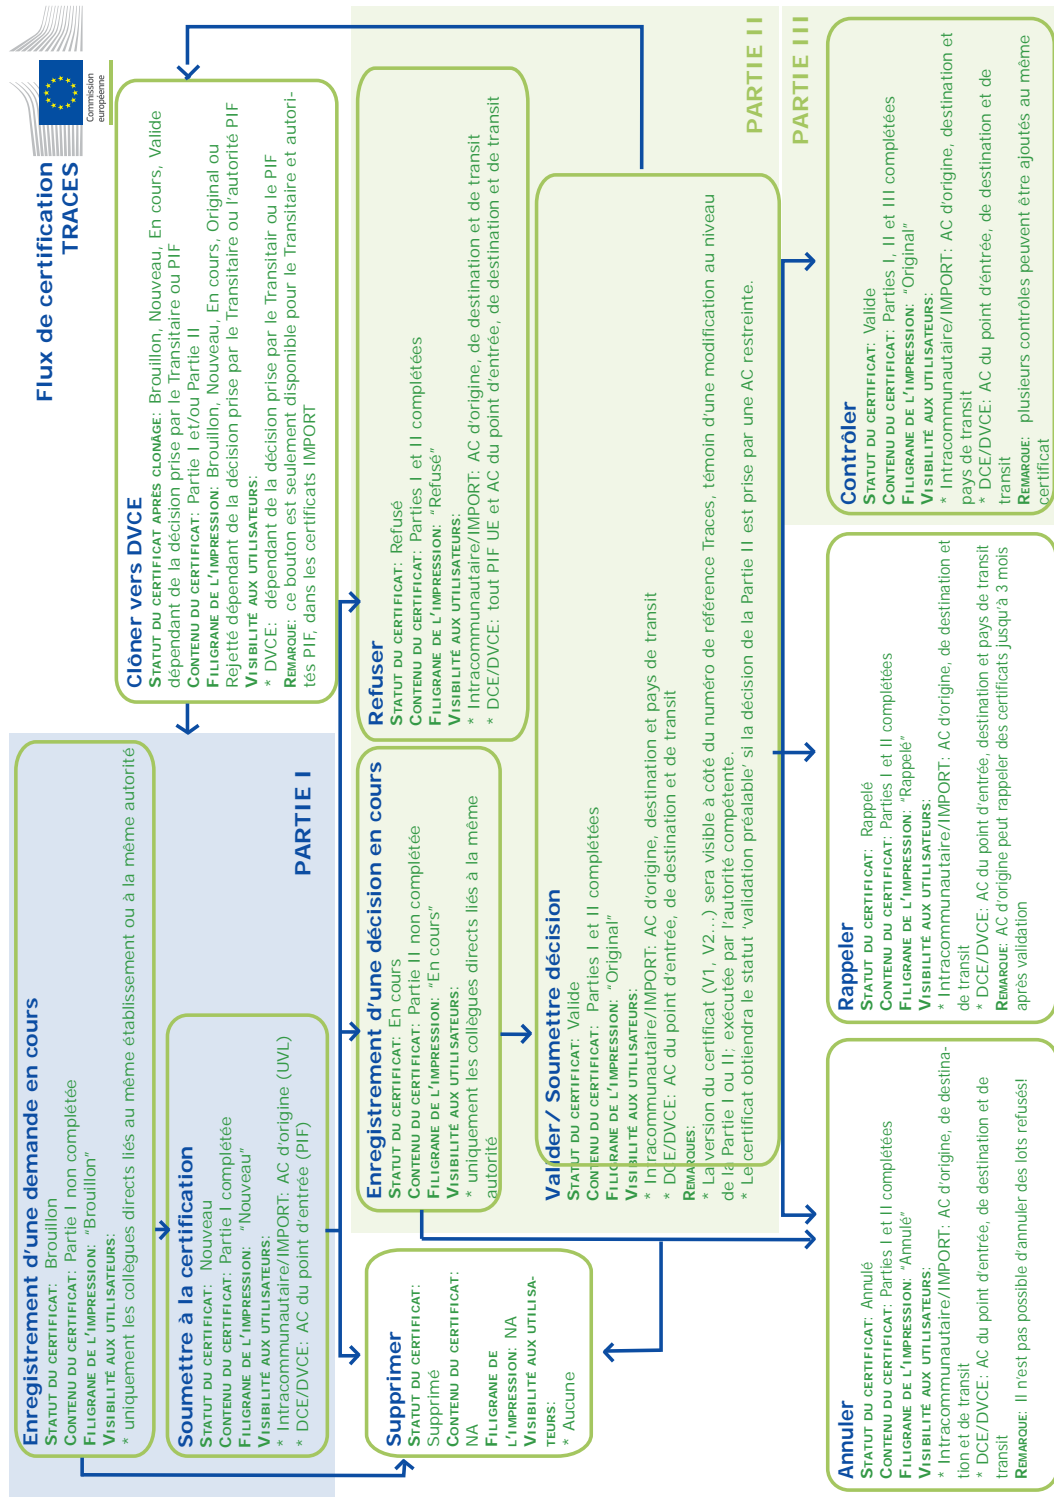 Flux de certification
TRACES
Commission
européenne
Enregistrement d'une demande en cours
STATUT DU CERTIFICAT: Brouillon
CONTENU DU CERTIFICAT: Partie I non complétée
FILIGRANE DE L'IMPRESSION: "Brouillon"
VISIBILITÉ AUX UTILISATEURS:
* uniquement les collègues directs liés au même établissement ou à la même autorité
Soumettre à la certification
STATUT DU CERTIFICAT: Nouveau
CONTENU DU CERTIFICAT: Partie I complétée
FILIGRANE DE L'IMPRESSION: "Nouveau"
VISIBILITÉ AUX UTILISATEURS:
* Intracommunautaire/IMPORT: AC d'origine (UVL)
* DCE/DVCE: AC du point d'entrée (PIF)
PARTIE I
Clôner vers DVCE
STATUT DU CERTIFICAT APRÈS CLONÂGE: Brouillon, Nouveau, En cours, Valide
dépendant de la décision prise par le Transitaire ou PIF
CONTENU DU CERTIFICAT: Partie I et/ou Partie II
FILIGRANE DE L'IMPRESSION: Brouillon, Nouveau, En cours, Original ou
Rejetté dépendant de la décision prise par le Transitaire ou l'autorité PIF
VISIBILITÉ AUX UTILISATEURS:
* DVCE: dépendant de la décision prise par le Transitair ou le PIF
REMARQUE: ce bouton est seulement disponible pour le Transitaire et autori-
tés PIF, dans les certificats IMPORT
Supprimer
STATUT DU CERTIFICAT:
Supprimé
CONTENU DU CERTIFICAT:
NA
FILIGRANE DE
L'IMPRESSION: NA
VISIBILITÉ AUX UTILISA-
TEURS:
* Aucune
Enregistrement d'une décision en cours
STATUT DU CERTIFICAT: En cours
CONTENU DU CERTIFICAT: Partie II non complétée
FILIGRANE DE L'IMPRESSION: "En cours"
VISIBILITÉ AUX UTILISATEURS:
* uniquement les collègues directs liés à la même
autorité
Refuser
STATUT DU CERTIFICAT: Refusé
CONTENU DU CERTIFICAT: Parties I et II complétées
FILIGRANE DE L'IMPRESSION: "Refusé"
VISIBILITÉ AUX UTILISATEURS:
* Intracommunautaire/IMPORT: AC d'origine, de destination et de transit
* DCE/DVCE: tout PIF UE et AC du point d'entrée, de destination et de transit
Valider/ Soumettre décision
STATUT DU CERTIFICAT: Valide
CONTENU DU CERTIFICAT: Parties I et II complétées
FILIGRANE DE L'IMPRESSION: "Original"
VISIBILITÉ AUX UTILISATEURS:
* Intracommunautaire/IMPORT: AC d'origine, destination et pays de transit
* DCE/DVCE: AC du point d'entrée, de destination et de transit
REMARQUES:
* La version du certificat (V1, V2...) sera visible à côté du numéro de référence Traces, témoin d'une modification au niveau
de la Partie I ou II; exécutée par l'autorité compétente.
* Le certificat obtiendra le statut 'validation préalable' si la décision de la Partie II est prise par une AC restreinte.
PARTIE II
PARTIE III
Annuler
STATUT DU CERTIFICAT: Annulé
CONTENU DU CERTIFICAT: Parties I et II complétées
FILIGRANE DE L'IMPRESSION: "Annulé"
VISIBILITÉ AUX UTILISATEURS:
* Intracommunautaire/IMPORT: AC d'origine, de destina-
tion et de transit
* DCE/DVCE: AC du point d'entrée, de destination et de
transit
REMARQUE: Il n'est pas possible d'annuler des lots refusés!
Rappeler
STATUT DU CERTIFICAT: Rappelé
CONTENU DU CERTIFICAT: Parties I et II complétées
FILIGRANE DE L'IMPRESSION: "Rappelé"
VISIBILITÉ AUX UTILISATEURS:
* Intracommunautaire/IMPORT: AC d'origine, de destination et
de transit
* DCE/DVCE: AC du point d'entrée, destination et pays de transit
REMARQUE: AC d'origine peut rappeler des certificats jusqu'à 3 mois
après validation
Contrôler
STATUT DU CERTIFICAT: Valide
CONTENU DU CERTIFICAT: Parties I, II et III complétées
FILIGRANE DE L'IMPRESSION: "Original"
VISIBILITÉ AUX UTILISATEURS:
* Intracommunautaire/IMPORT: AC d'origine, destination et
pays de transit
* DCE/DVCE: AC du point d'éntrée, de destination et de
transit
REMARQUE: plusieurs contrôles peuvent être ajoutés au même
certificat